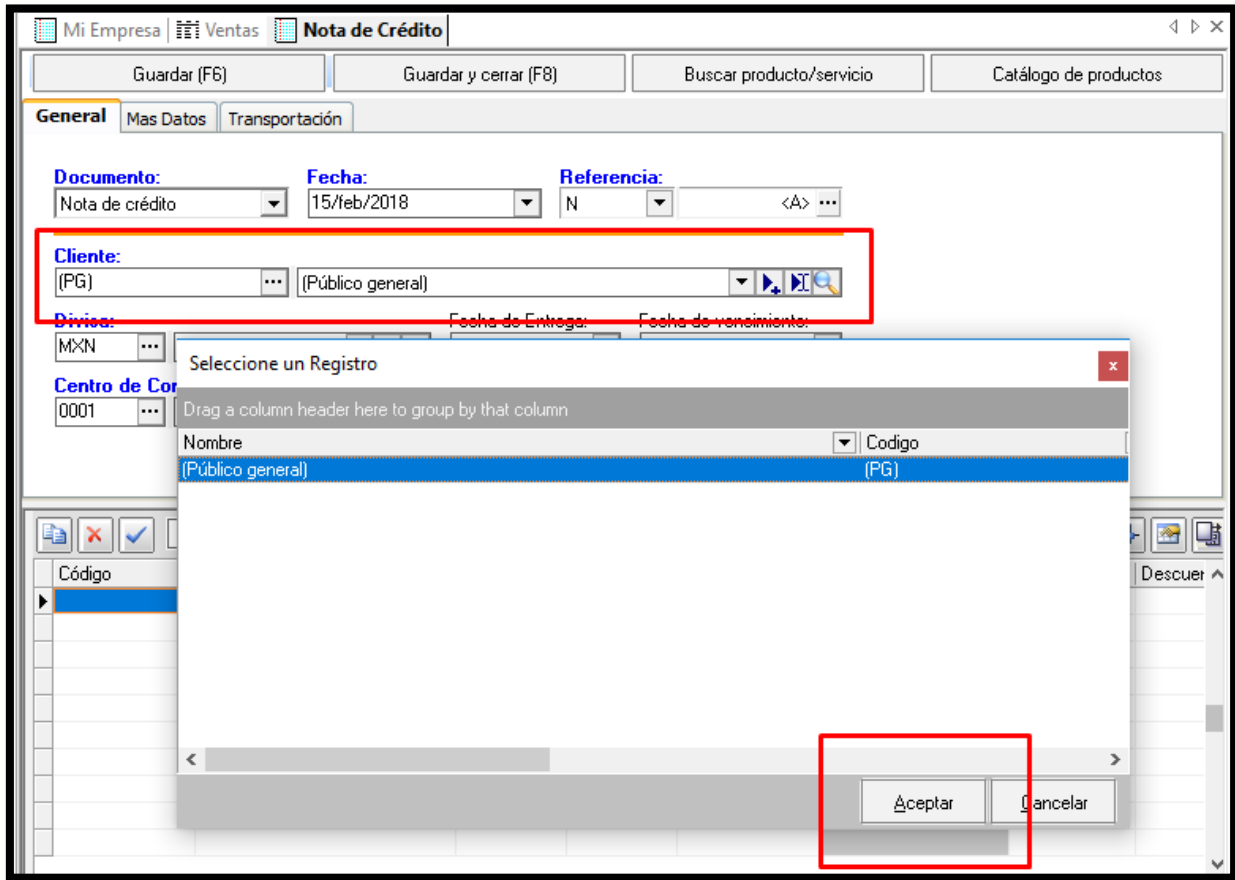 Mi Empresa Ventas Nota de Crédito
Guardar (F6) Guardar y cerrar (F8) Buscar producto/servicio Catálogo de productos
General Mas Datos Transportación
Documento: Fecha: Referencia:
Nota de crédito 15/feb/2018 N <A> ...
Cliente:
(PG) ... (Público general)
Divisa: Fecha de Entrega: Fecha de vencimiento:
MXN ...
Seleccione un Registro
Centro de Cor
0001 ...
Drag a column header here to group by that column
Nombre Codigo
(Público general) (PG)
Código Descuer
Aceptar Cancelar